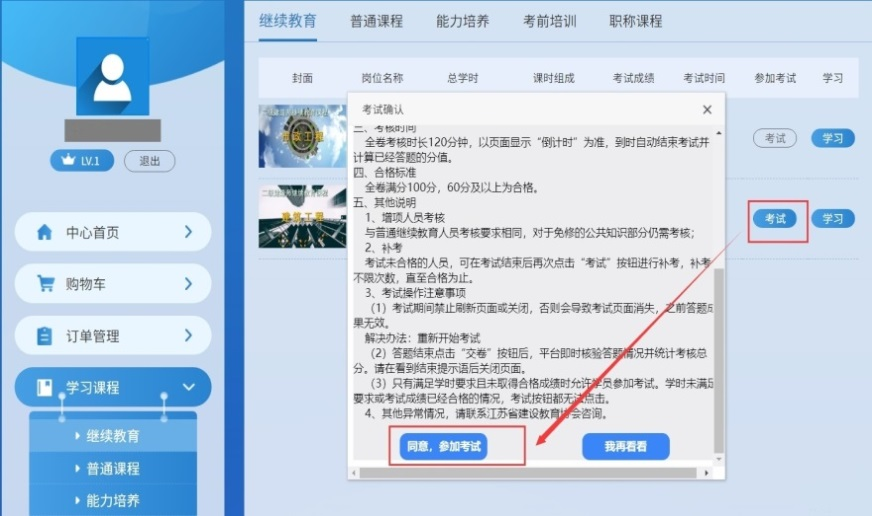 继续教育 普通课程 能力培养 考前培训 职称课程
封面 岗位名称 总学时 课时组成 考试成绩 考试时间 参加考试 学习
LV.1 退出
中心首页
购物车
订单管理
学习课程
继续教育
普通课程
能力培养
考试确认
三、考核时间
全卷考核时长120分钟，以页面显示“倒计时”为准，到时自动结束考试并
计算已经答题的分值。
四、合格标准
全卷满分100分，60分及以上为合格。
五、其他说明
1、增项人员考核
与普通继续教育人员考核要求相同，对于免修的公共知识部分仍需考核；
2、补考
考试未合格的人员，可在考试结束后再次点击“考试”按钮进行补考，补考
不限次数，直至合格为止。
3、考试操作注意事项
（1）考试期间禁止刷新页面或关闭，否则会导致考试页面消失，之前答题成
果无效。
解决办法：重新开始考试
（2）答题结束点击“交卷”按钮后，平台即时核验答题情况并统计考核总
分。请在看到结束提示语后关闭页面。
（3）只有满足学时要求且未取得合格成绩时允许学员参加考试。学时未满足
要求或考试成绩已经合格的情况，考试按钮都无法点击。
4、其他异常情况，请联系江苏省建设教育协会咨询。
同意，参加考试 我再看看
考试 学习
考试 学习
建筑工程